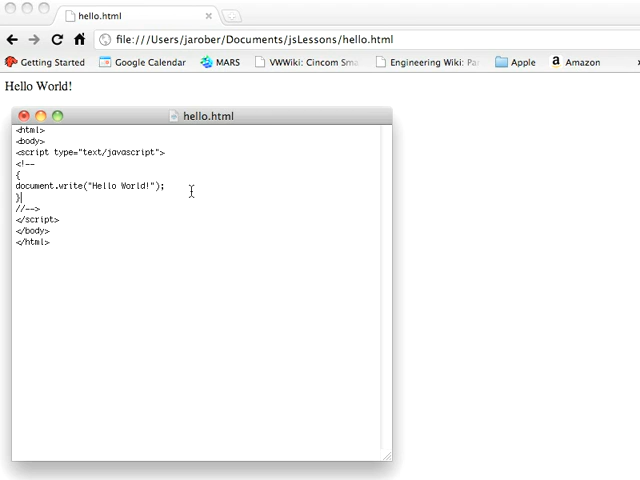 hello.html
file:///Users/jarober/Documents/jsLessons/hello.html
Getting Started Google Calendar MARS VWWiki: Cincom Sma Engineering Wiki: Par Apple Amazon
Hello World!
hello.html
<html>
<body>
<script type="text/javascript">
<!--
{
document.write("Hello World!");
}
//-->
</script>
</body>
</html>